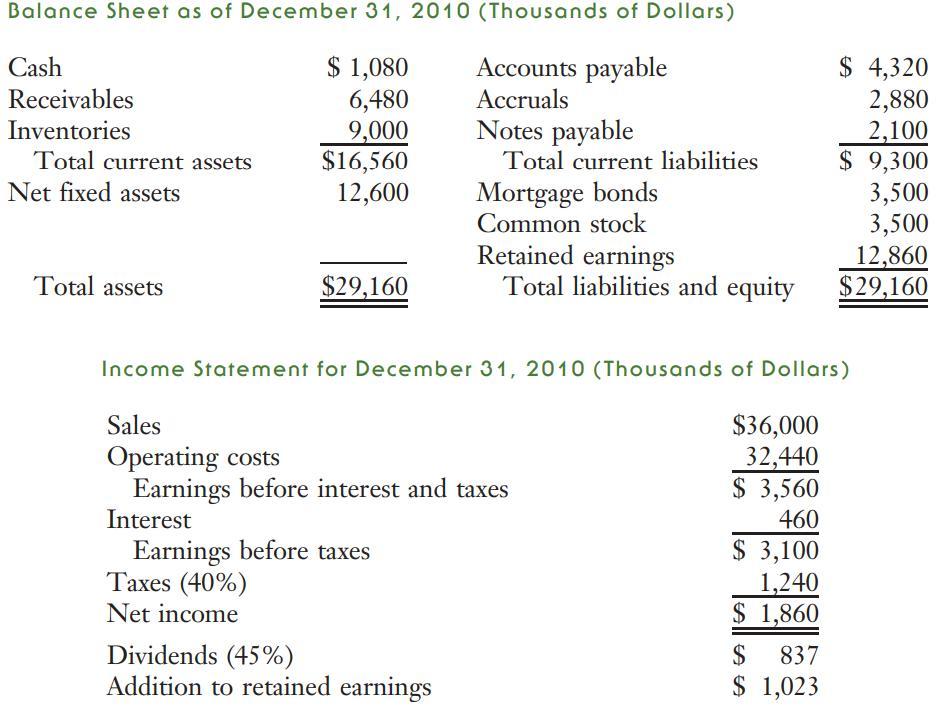 Balance Sheet as of December 31, 2010 (Thousands of Dollars)
Cash $ 1,080 Accounts payable $ 4,320
Receivables 6,480 Accruals 2,880
Inventories 9,000 Notes payable 2,100
Total current assets $16,560 Total current liabilities $ 9,300
Net fixed assets 12,600 Mortgage bonds 3,500
Common stock 3,500
Retained earnings 12,860
Total assets $29,160 Total liabilities and equity $29,160
Income Statement for December 31, 2010 (Thousands of Dollars)
Sales $36,000
Operating costs 32,440
Earnings before interest and taxes $ 3,560
Interest 460
Earnings before taxes $ 3,100
Taxes (40%) 1,240
Net income $ 1,860
Dividends (45%) $ 837
Addition to retained earnings $ 1,023